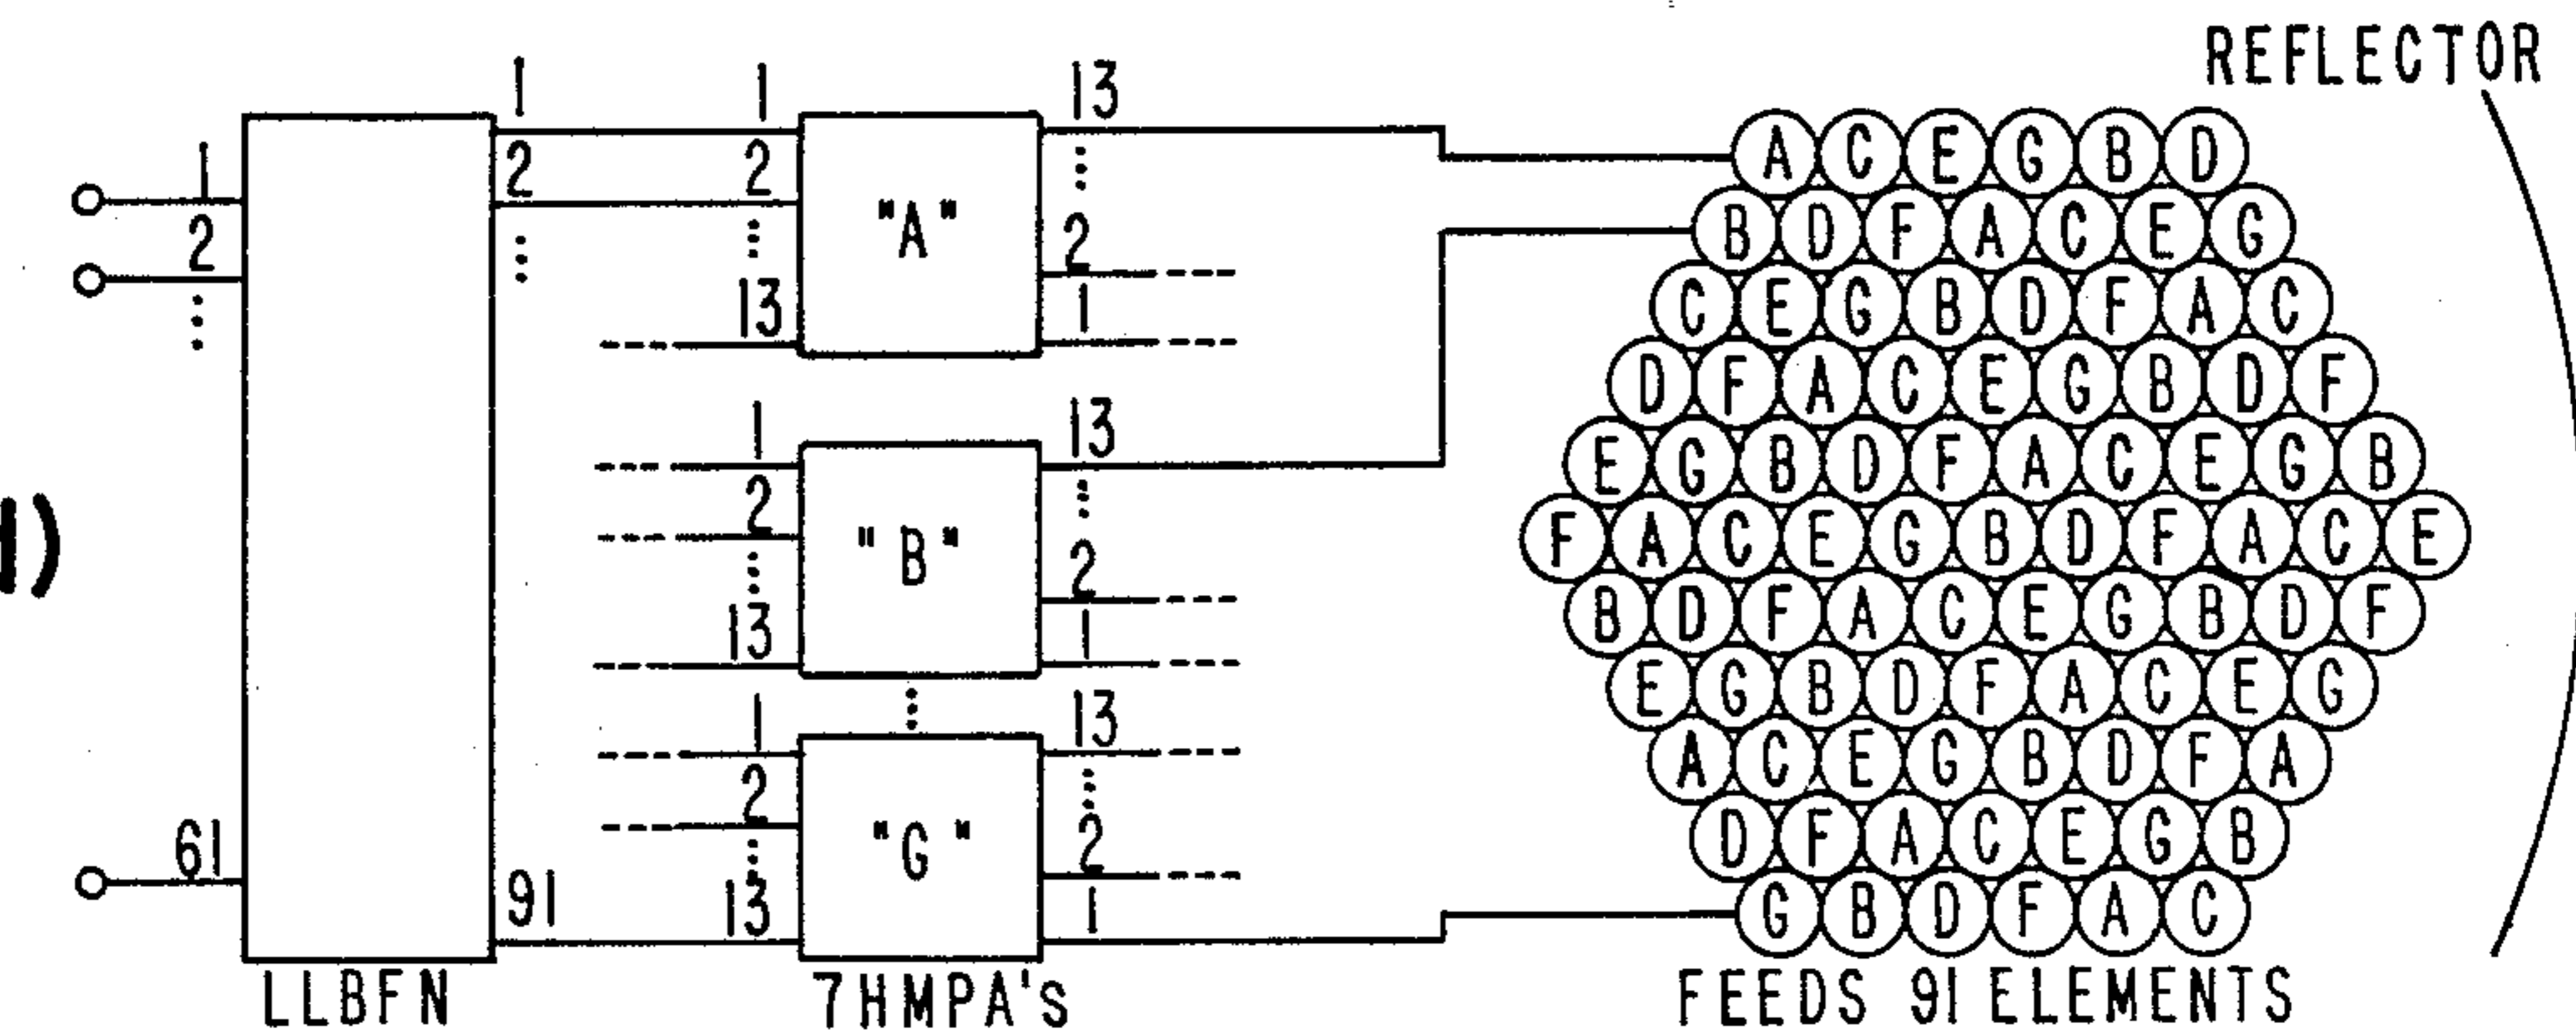 REFLECTOR
1 1 1 13
2 2 2
1 "A" 2
13 1
A C E G B D
B D F A C E G
C E G B D F A C
D F A C E G B D F
E G B D F A C E G B
F A C E G B D F A C E
B D F A C E G B D F
E G B D F A C E G
A C E G B D F A
D F A C E G B
G B D F A C
1 13
2 "B" 2
13 1
1 13
2 "G" 2
61 91 13 1
LLBFN 7HMPA's FEEDS 91 ELEMENTS